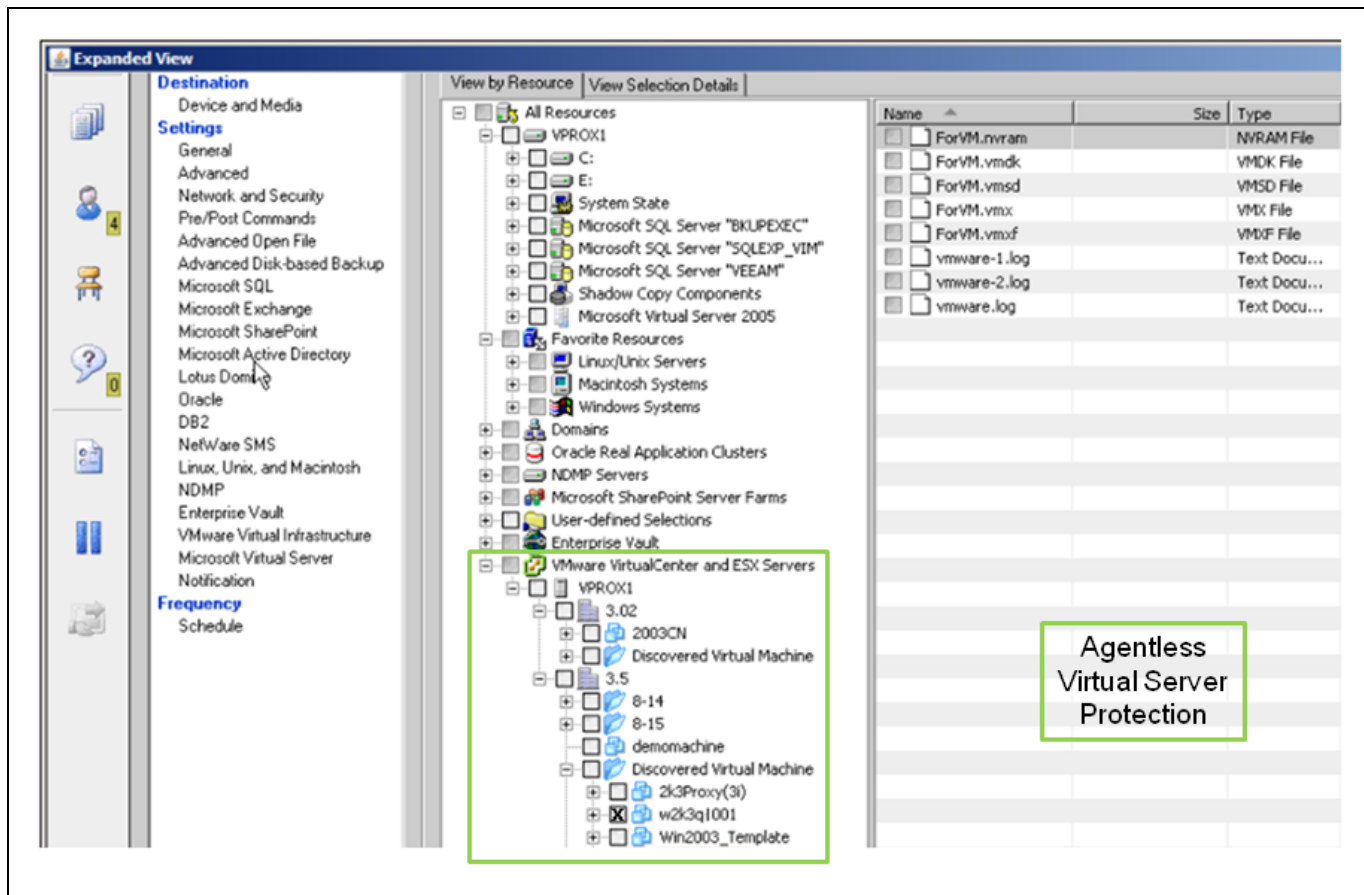 Expanded View
Destination
Device and Media
Settings
General
Advanced
Network and Security
Pre/Post Commands
Advanced Open File
Advanced Disk-based Backup
Microsoft SQL
Microsoft Exchange
Microsoft SharePoint
Microsoft Active Directory
Lotus Domino
Oracle
DB2
NetWare SMS
Linux, Unix, and Macintosh
NDMP
Enterprise Vault
VMware Virtual Infrastructure
Microsoft Virtual Server
Notification
Frequency
Schedule
4
0
View by Resource
View Selection Details
All Resources
VPROX1
C:
E:
System State
Microsoft SQL Server "BKUPEXEC"
Microsoft SQL Server "SQLEXP_VIM"
Microsoft SQL Server "VEEAM"
Shadow Copy Components
Microsoft Virtual Server 2005
Favorite Resources
Linux/Unix Servers
Macintosh Systems
Windows Systems
Domains
Oracle Real Application Clusters
NDMP Servers
Microsoft SharePoint Server Farms
User-defined Selections
Enterprise Vault
VMware VirtualCenter and ESX Servers
VPROX1
3.02
2003CN
Discovered Virtual Machine
3.5
8-14
8-15
demomachine
Discovered Virtual Machine
2k3Proxy(3i)
w2k3q1001
Win2003_Template
Name Size Type
ForVM.nvram NVRAM File
ForVM.vmdk VMDK File
ForVM.vmsd VMSD File
ForVM.vmx VMX File
ForVM.vmxf VMXF File
vmware-1.log Text Docu...
vmware-2.log Text Docu...
vmware.log Text Docu...
Agentless
Virtual Server
Protection